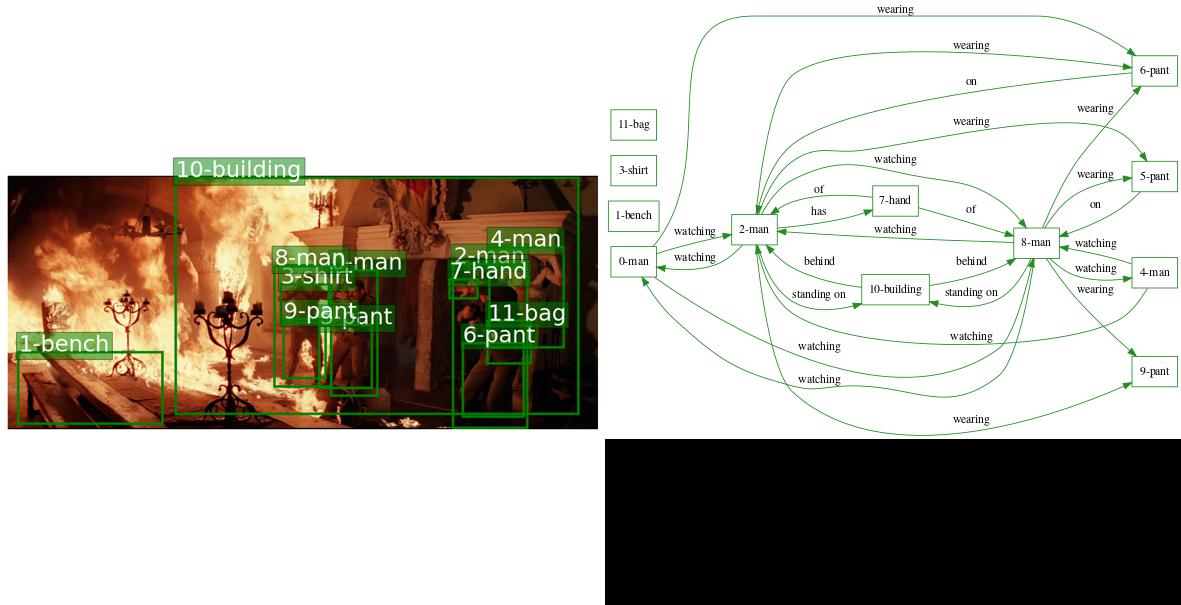 10-building
4-man
8-man
-man
2-man
3-shirt
7-hand
9-pant
pant
11-bag
6-pant
1-bench
wearing
6-pant
wearing
on
wearing
11-bag
wearing
5-pant
wearing
watching
3-shirt
of
7-hand
on
has
of
1-bench
watching
2-man
watching
8-man
watching
0-man
watching
behind
behind
watching
4-man
10-building
standing on
standing on
wearing
watching
watching
9-pant
watching
wearing